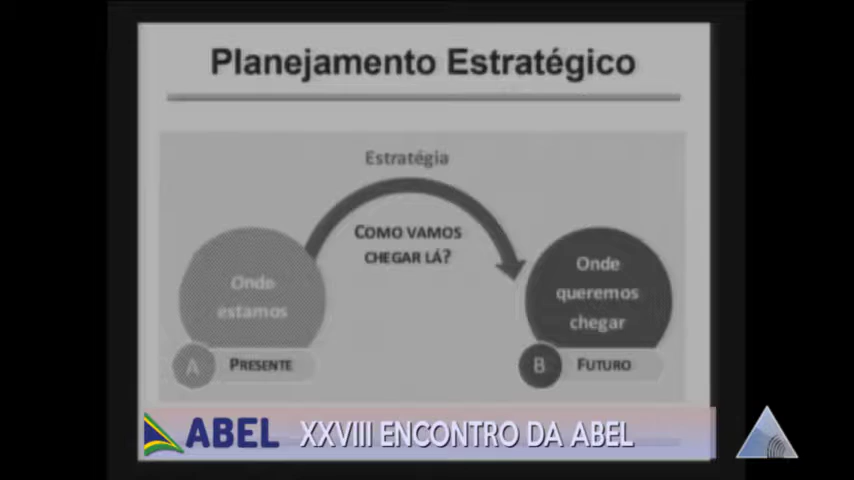 Planejamento Estratégico
Estratégia
COMO VAMOS
CHEGAR LÁ?
Onde
estamos
Onde
queremos
chegar
A PRESENTE
B FUTURO
ABEL XXVIII ENCONTRO DA ABEL